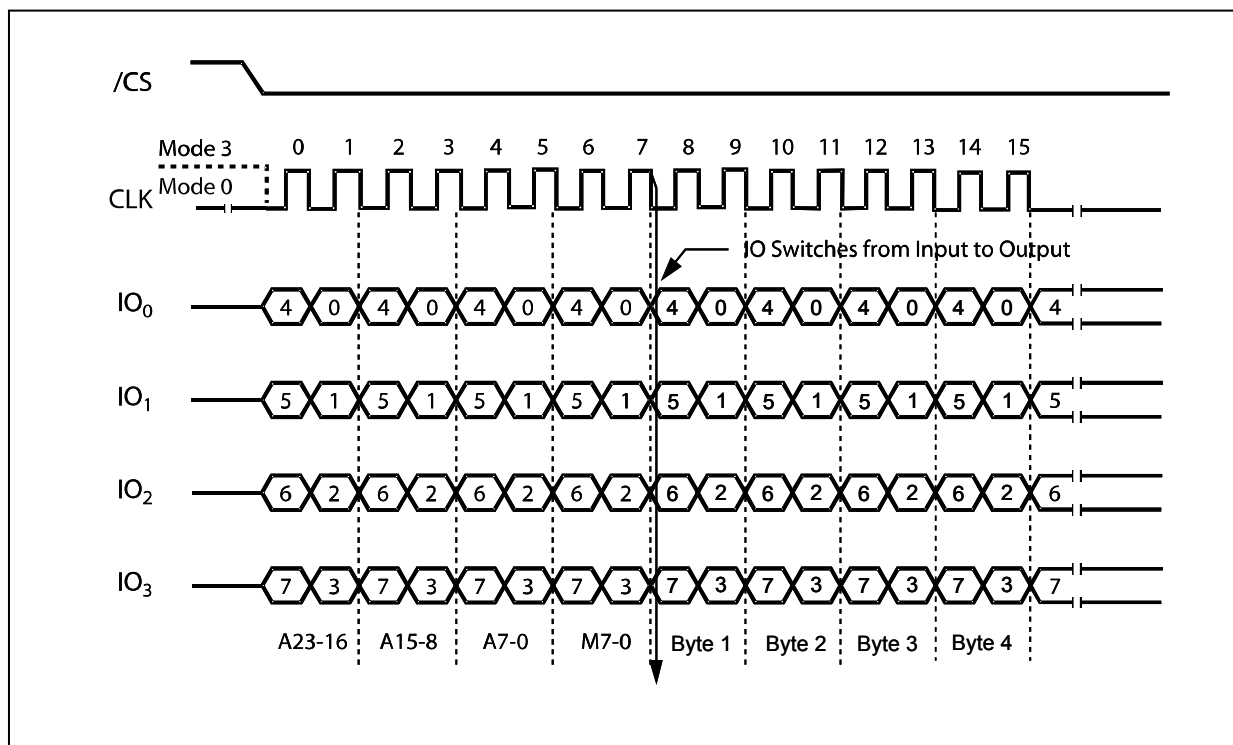 /CS
Mode 3
0 1 2 3 4 5 6 7 8 9 10 11 12 13 14 15
Mode 0
CLK
IO Switches from Input to Output
IO0 4 0 4 0 4 0 4 0 4 0 4 0 4 0 4 0 4
IO1 5 1 5 1 5 1 5 1 5 1 5 1 5 1 5 1 5
IO2 6 2 6 2 6 2 6 2 6 2 6 2 6 2 6 2 6
IO3 7 3 7 3 7 3 7 3 7 3 7 3 7 3 7 3 7
A23-16 A15-8 A7-0 M7-0 Byte 1 Byte 2 Byte 3 Byte 4